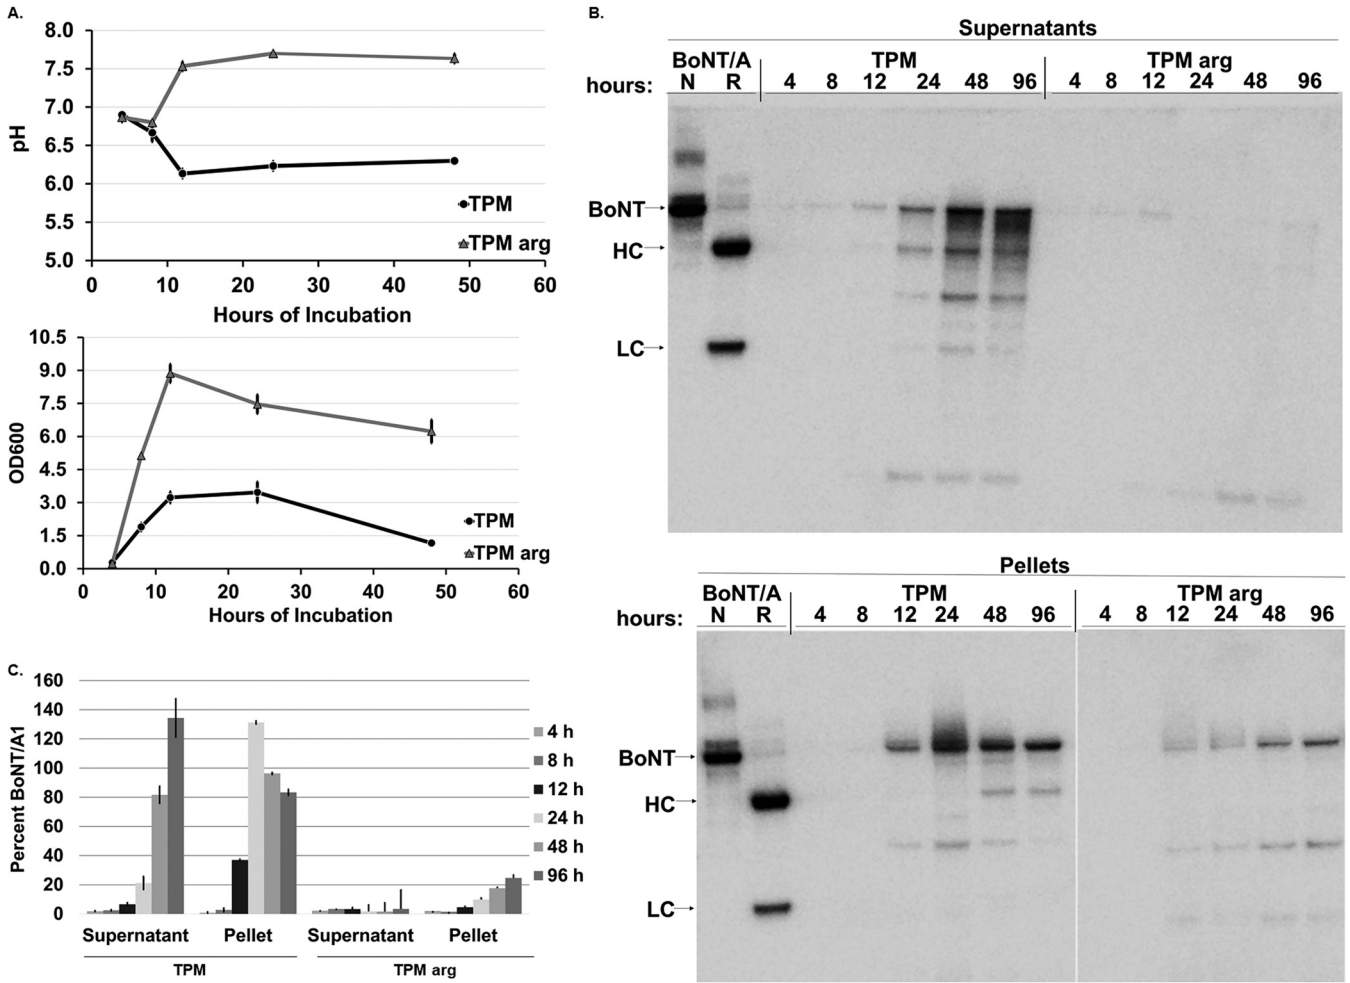 A.
8.0
7.5
7.0
6.5
6.0
5.5
5.0
pH
TPM
TPM arg
0 10 20 30 40 50 60
Hours of Incubation
10.5
9.0
7.5
6.0
4.5
3.0
1.5
0.0
OD600
TPM
TPM arg
0 10 20 30 40 50 60
Hours of Incubation
B.
Supernatants
BoNT/A TPM TPM arg
hours: N R 4 8 12 24 48 96 4 8 12 24 48 96
BoNT
HC
LC
Pellets
BoNT/A TPM TPM arg
hours: N R 4 8 12 24 48 96 4 8 12 24 48 96
BoNT
HC
LC
C.
160
140
120
100
80
60
40
20
0
Percent BoNT/A1
4 h
8 h
12 h
24 h
48 h
96 h
Supernatant Pellet Supernatant Pellet
TPM TPM arg